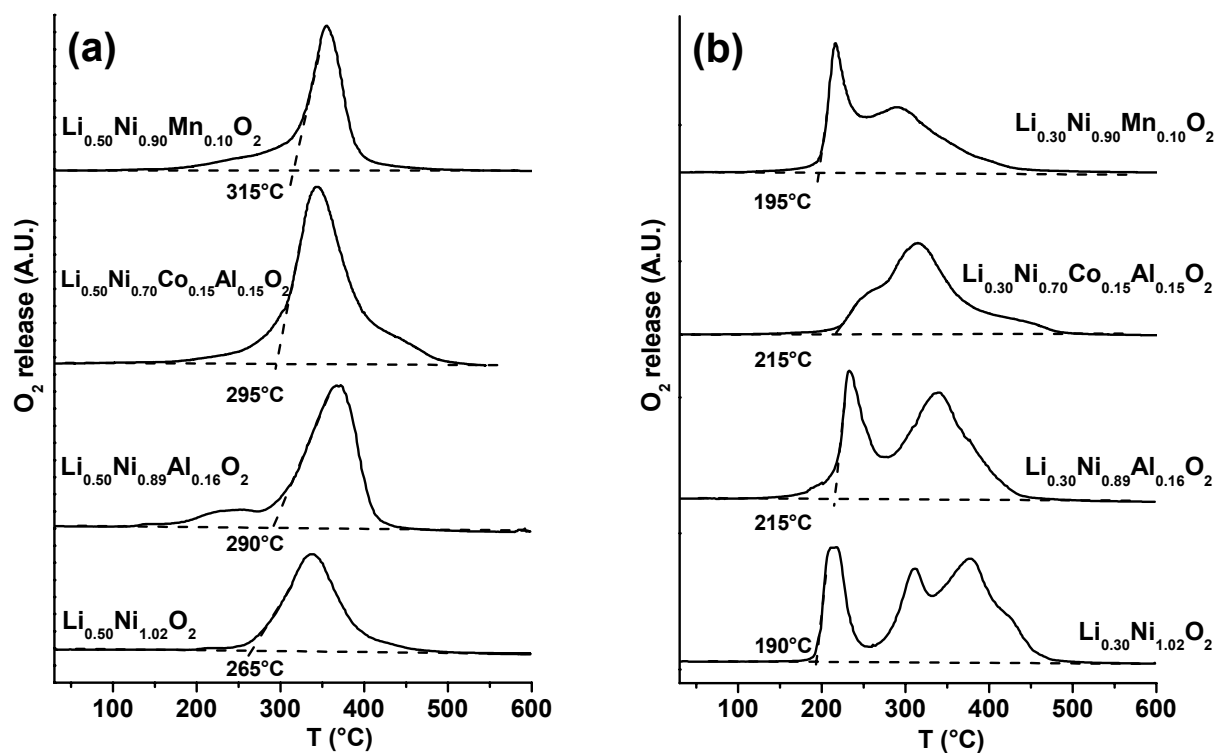 (a)
O2 release (A.U.)
Li0.50Ni0.90Mn0.10O2
315°C
Li0.50Ni0.70Co0.15Al0.15O2
295°C
Li0.50Ni0.89Al0.16O2
290°C
Li0.50Ni1.02O2
265°C
100 200 300 400 500 600
T (°C)
(b)
O2 release (A.U.)
Li0.30Ni0.90Mn0.10O2
195°C
Li0.30Ni0.70Co0.15Al0.15O2
215°C
Li0.30Ni0.89Al0.16O2
215°C
190°C
Li0.30Ni1.02O2
100 200 300 400 500 600
T (°C)